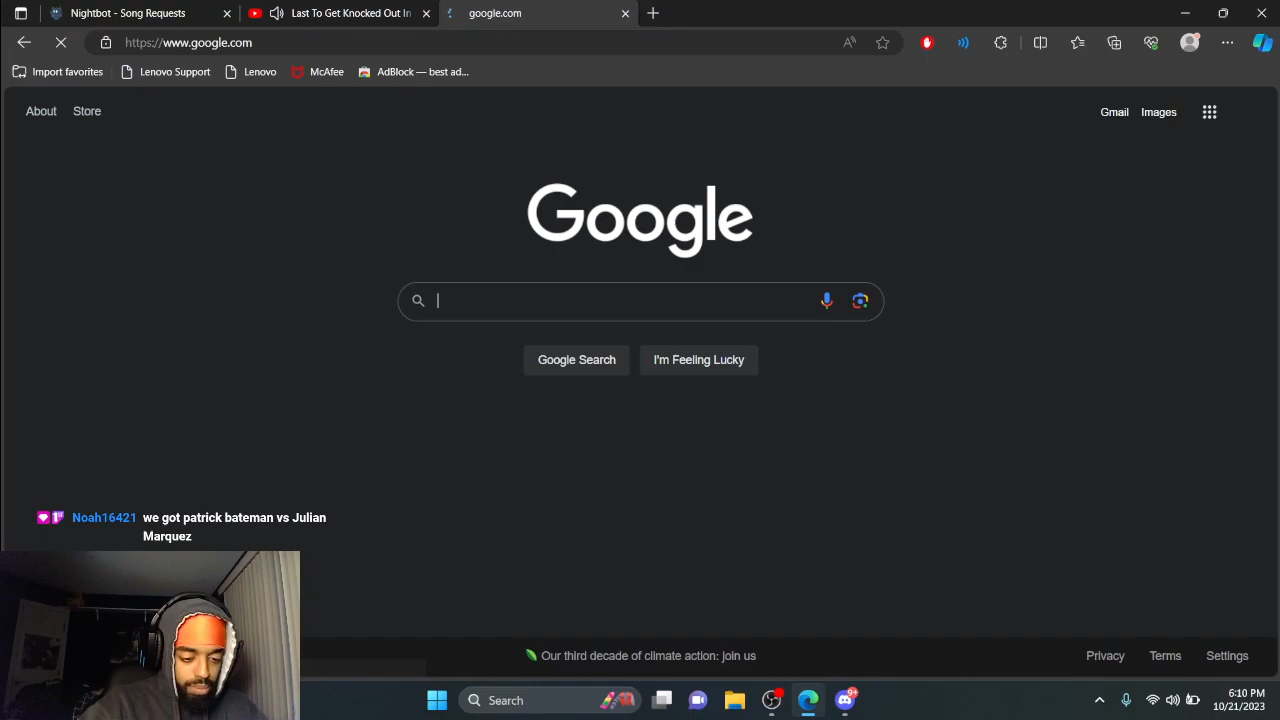 Nightbot - Song Requests
Last To Get Knocked Out In
google.com
https://www.google.com
Import favorites
Lenovo Support
Lenovo
McAfee
AdBlock — best ad...
About
Store
Gmail
Images
Google
Google Search
I'm Feeling Lucky
Noah16421 we got patrick bateman vs Julian
Marquez
Our third decade of climate action: join us
Privacy
Terms
Settings
Search
9+
6:10 PM
10/21/2023